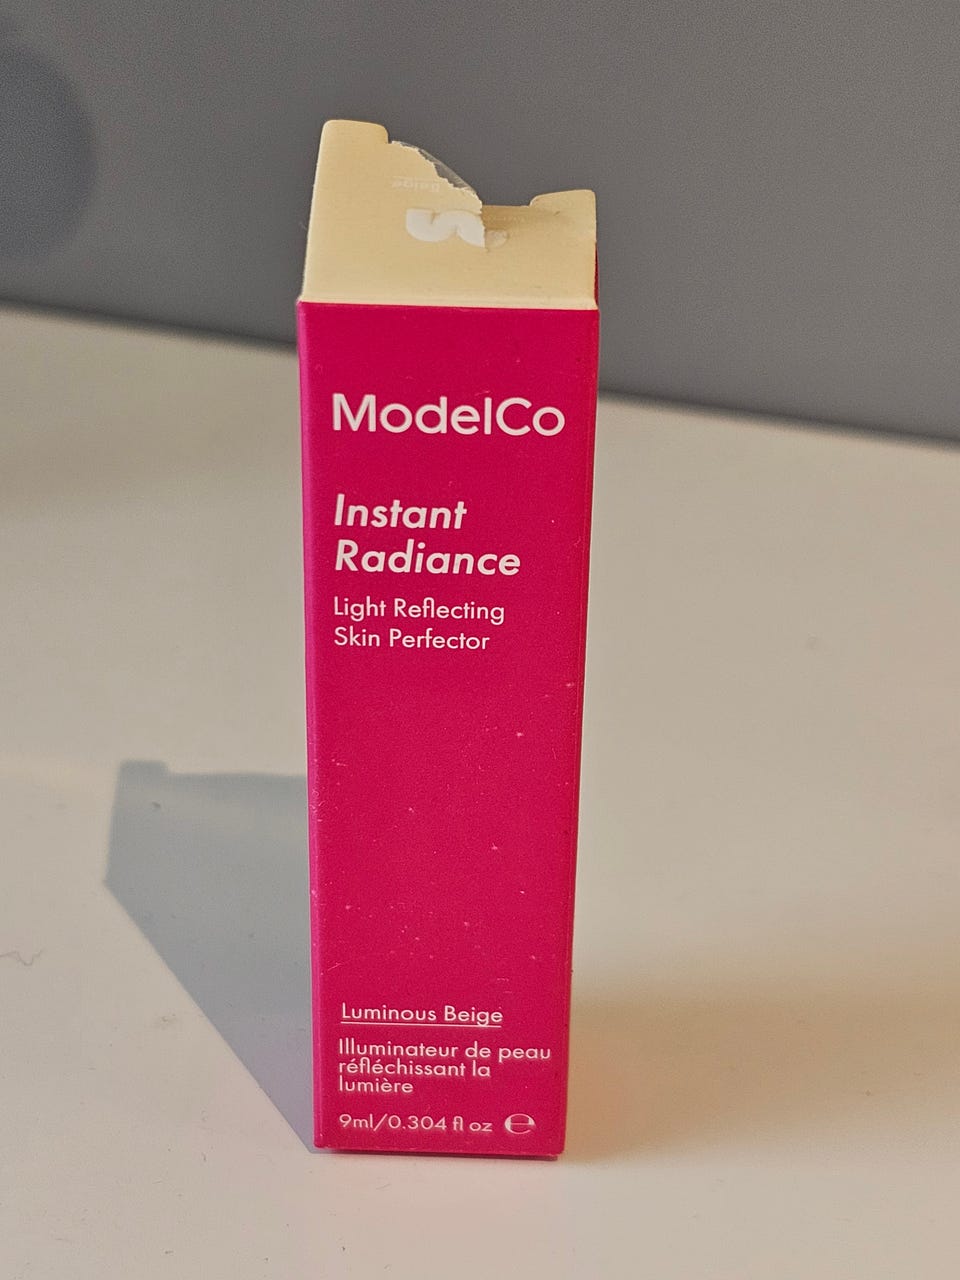 ModelCo
Instant
Radiance
Light Reflecting
Skin Perfector
Luminous Beige
Illuminateur de peau
réfléchissant la
lumière
9ml/0.304 fl oz ℮